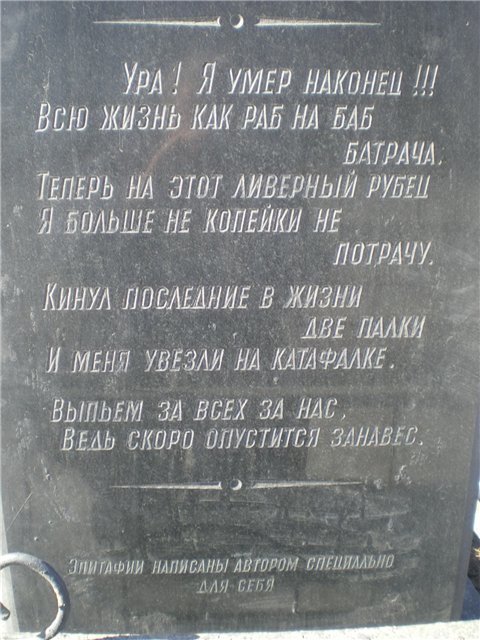 Ура! Я умер наконец!!!
Всю жизнь как раб на баб
батрача.
Теперь на этот ливерный рубец
Я больше не копейки не
потрачу.
Кинул последние в жизни
две палки
И меня увезли на катафалке.
Выпьем за всех за нас,
Ведь скоро опустится занавес.
Эпитафии написаны автором специально
для себя